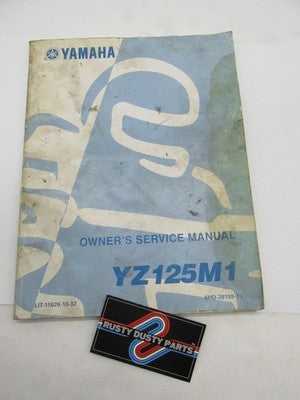 YAMAHA
OWNER'S SERVICE MANUAL
YZ125M1
LIT-11626-13-32
RUSTY DUSTY PARTS